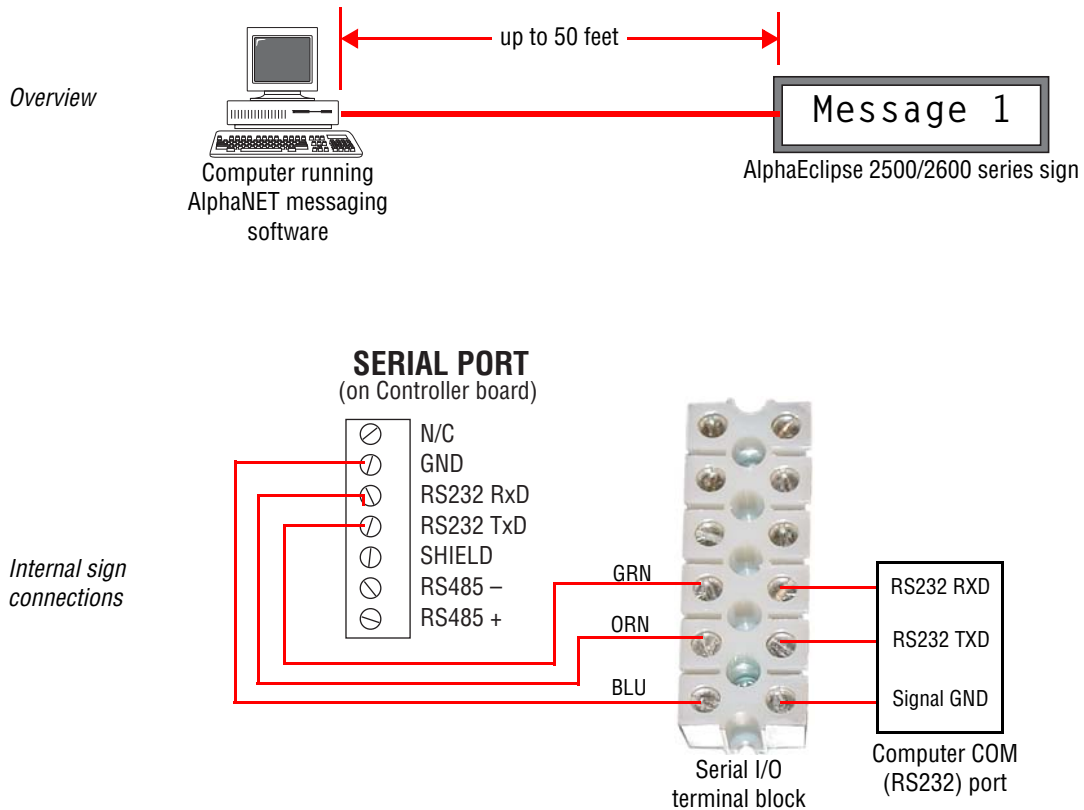 up to 50 feet
Overview
Message 1
Computer running
AlphaNET messaging
software
AlphaEclipse 2500/2600 series sign
SERIAL PORT
(on Controller board)
N/C
GND
RS232 RxD
RS232 TxD
SHIELD
RS485 –
RS485 +
Internal sign
connections
GRN
ORN
BLU
RS232 RXD
RS232 TXD
Signal GND
Serial I/O
terminal block
Computer COM
(RS232) port